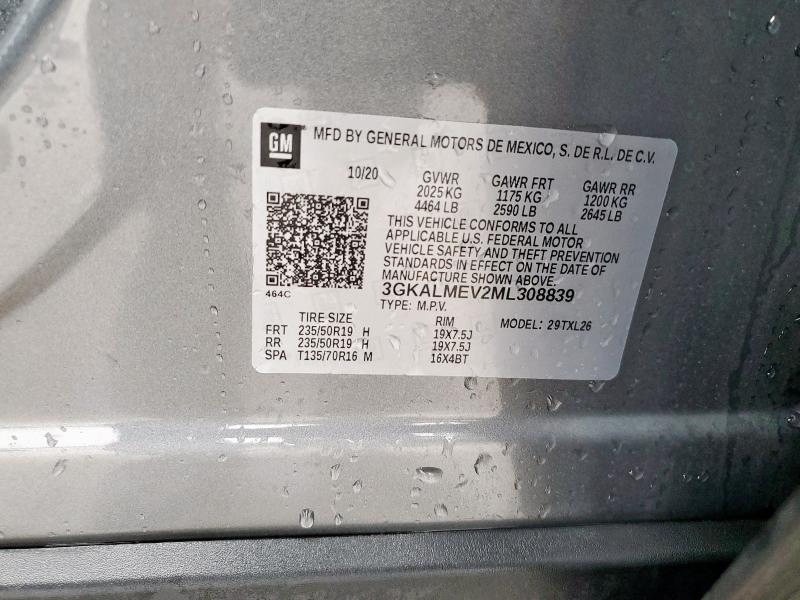 GM
MFD BY GENERAL MOTORS DE MEXICO, S. DE R.L. DE C.V.
10/20 GVWR GAWR FRT GAWR RR
2025 KG 1175 KG 1200 KG
4464 LB 2590 LB 2645 LB
THIS VEHICLE CONFORMS TO ALL
APPLICABLE U.S. FEDERAL MOTOR
VEHICLE SAFETY AND THEFT PREVENTION
STANDARDS IN EFFECT ON THE DATE OF
MANUFACTURE SHOWN ABOVE.
464C
3GKALMEV2ML308839
TYPE: M.P.V.
TIRE SIZE RIM MODEL: 29TXL26
FRT 235/50R19 H 19X7.5J
RR 235/50R19 H 19X7.5J
SPA T135/70R16 M 16X4BT